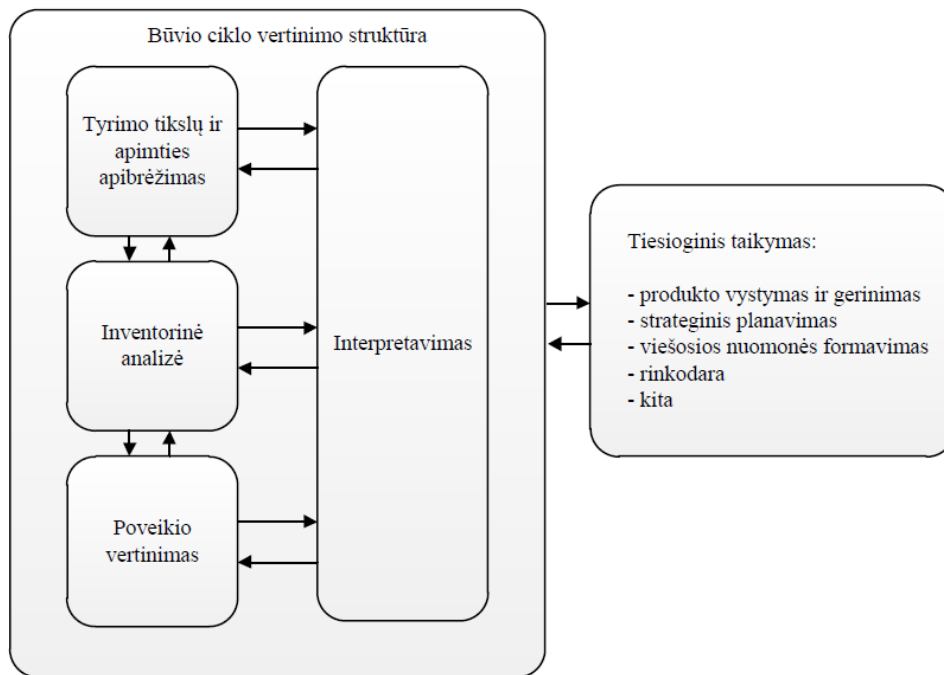 Būvio ciklo vertinimo struktūra
Tyrimo tikslų ir
apimties
apibrėžimas
Inventorinė
analizė
Poveikio
vertinimas
Interpretavimas
Tiesioginis taikymas:
- produkto vystymas ir gerinimas
- strateginis planavimas
- viešosios nuomonės formavimas
- rinkodara
- kita